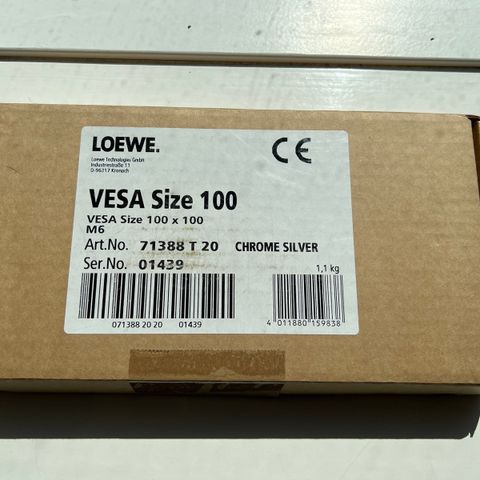 LOEWE.
Loewe Technologies GmbH
Industriestraße 11
D-96317 Kronach
CE
VESA Size 100
VESA Size 100 x 100
M6
Art.No. 71388 T 20 CHROME SILVER
Ser.No. 01439
1,1 kg
071388 20 20 01439
4 011880 159838